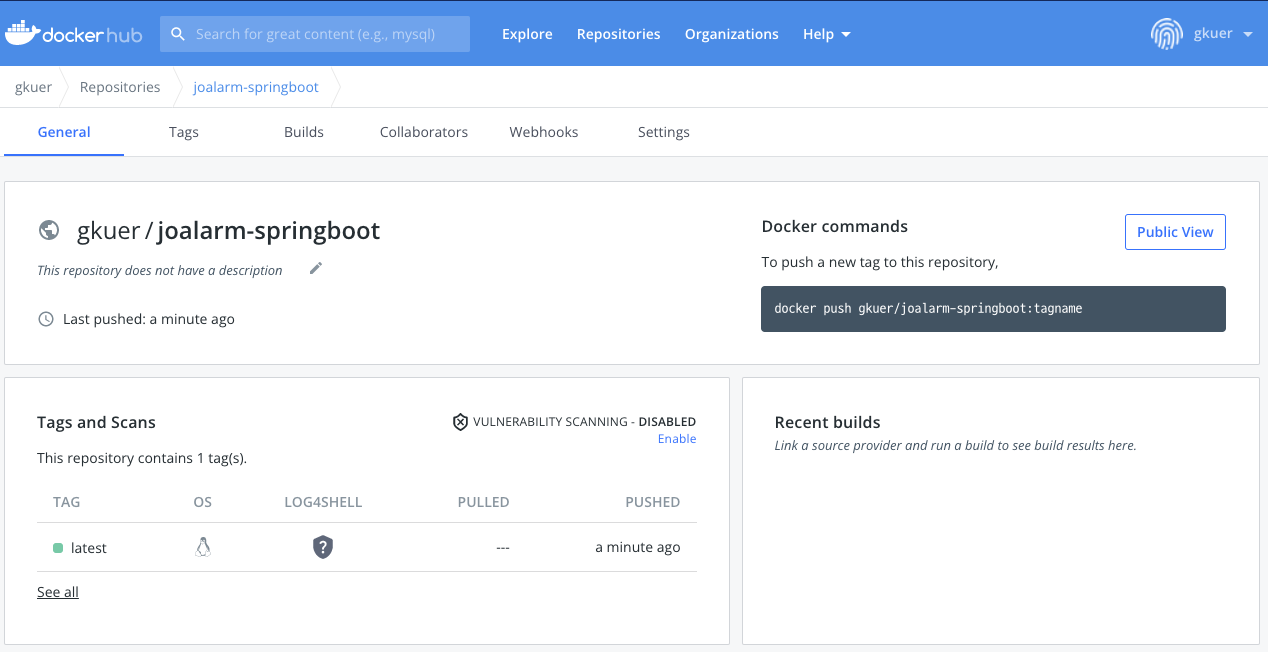 docker hub
Search for great content (e.g., mysql)
Explore
Repositories
Organizations
Help
gkuer
gkuer
Repositories
joalarm-springboot
General
Tags
Builds
Collaborators
Webhooks
Settings
gkuer / joalarm-springboot
This repository does not have a description
Last pushed: a minute ago
Docker commands
Public View
To push a new tag to this repository,
docker push gkuer/joalarm-springboot:tagname
Tags and Scans
VULNERABILITY SCANNING - DISABLED
Enable
This repository contains 1 tag(s).
TAG OS LOG4SHELL PULLED PUSHED
latest ? --- a minute ago
See all
Recent builds
Link a source provider and run a build to see build results here.